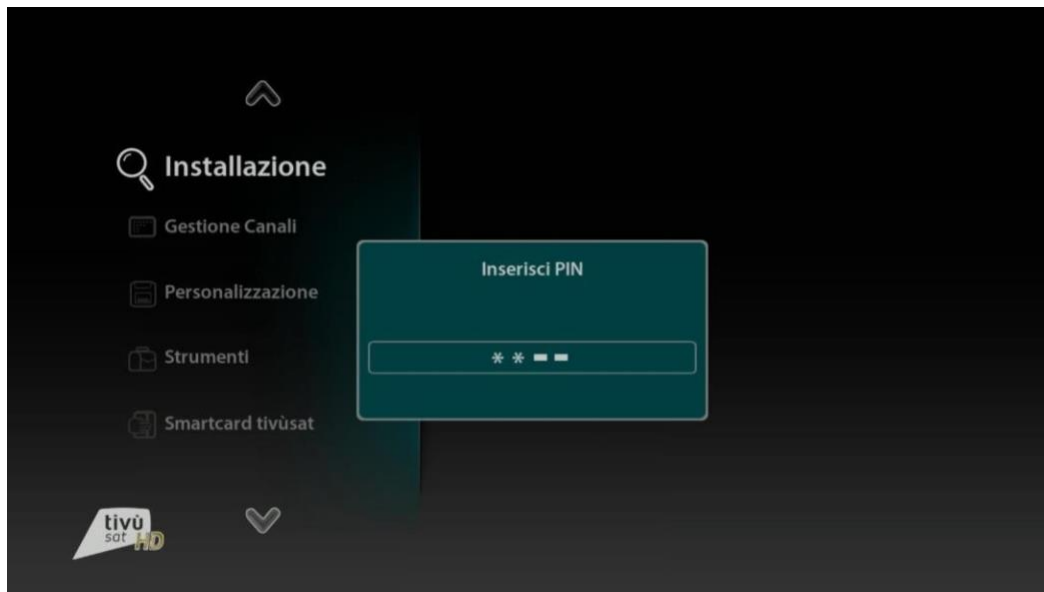 Installazione
Gestione Canali
Personalizzazione
Strumenti
Smartcard tivùsat
Inserisci PIN
* *
tivù
sat HD